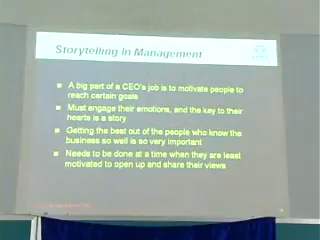 Storytelling in Management
A big part of a CEO's job is to motivate people to
reach certain goals
Must engage their emotions, and the key to their
hearts is a story
Getting the best out of the people who know the
business so well is so very important
Needs to be done at a time when they are least
motivated to open up and share their views